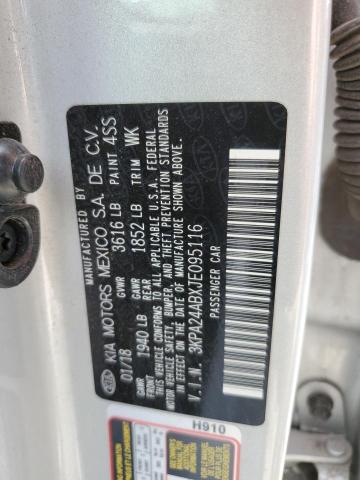 MANUFACTURED BY
KIA KIA MOTORS MEXICO S.A. DE C.V.
01/18 GVWR 3616 LB PAINT 4SS
GAWR FRONT 1940 LB GAWR REAR 1852 LB TRIM WK
THIS VEHICLE CONFORMS TO ALL APPLICABLE U.S.A. FEDERAL
MOTOR VEHICLE SAFETY, BUMPER, AND THEFT PREVENTION
STANDARDS IN EFFECT ON THE DATE OF MANUFACTURE SHOWN ABOVE.
V.I.N. 3KPA24ABXJE095116
PASSENGER CAR
H910